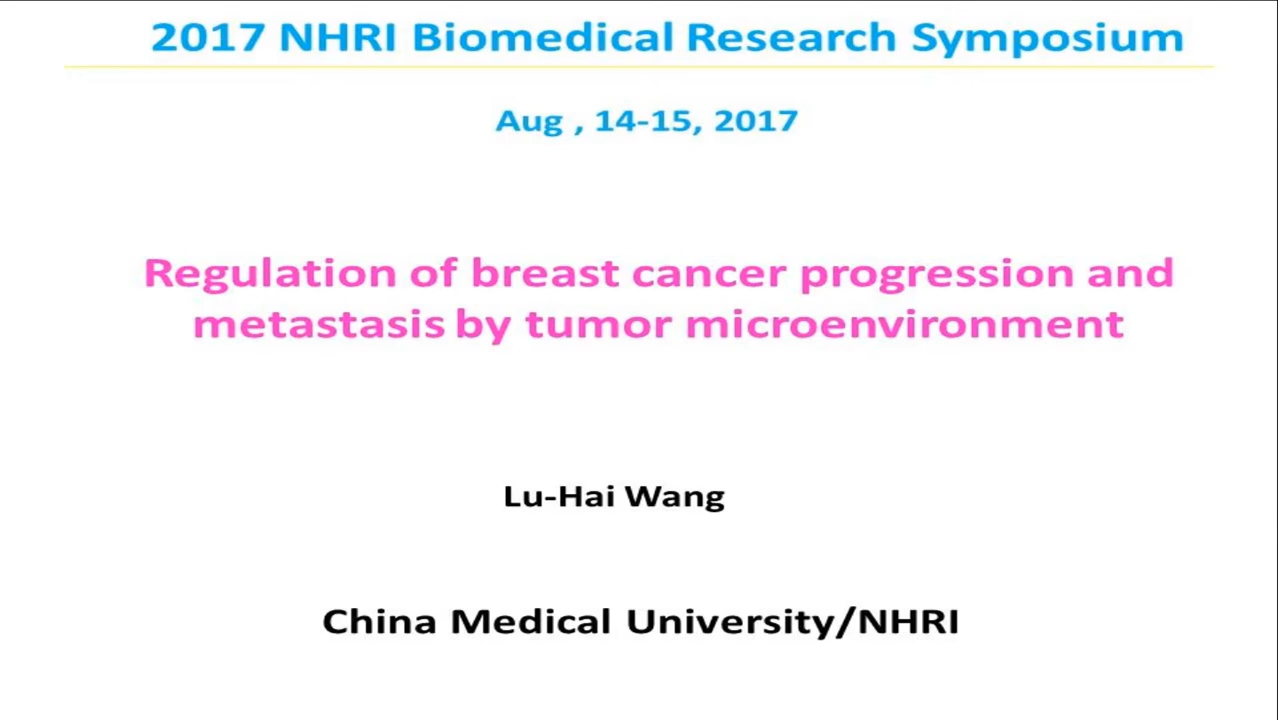 2017 NHRI Biomedical Research Symposium
Aug , 14-15, 2017
Regulation of breast cancer progression and
metastasis by tumor microenvironment
Lu-Hai Wang
China Medical University/NHRI